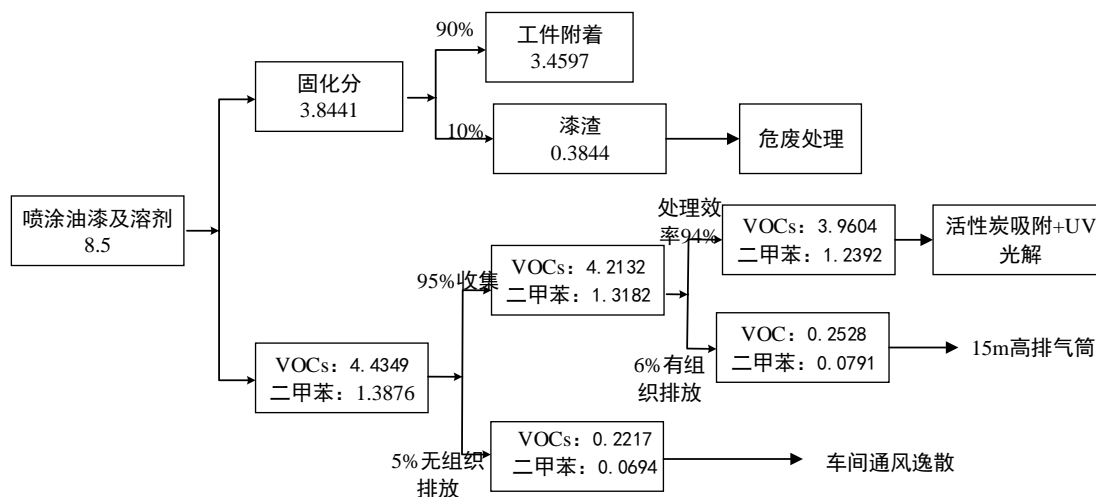 90%
工件附着
3.4597
固化分
3.8441
10%
漆渣
0.3844
危废处理
喷涂油漆及溶剂
8.5
处理效
率94%
VOCs：3.9604
二甲苯：1.2392
活性炭吸附+UV
光解
95%收集
VOCs：4.2132
二甲苯：1.3182
VOC：0.2528
二甲苯：0.0791
15m高排气筒
6%有组
织排放
VOCs：4.4349
二甲苯：1.3876
5%无组织
排放
VOCs：0.2217
二甲苯：0.0694
车间通风逸散